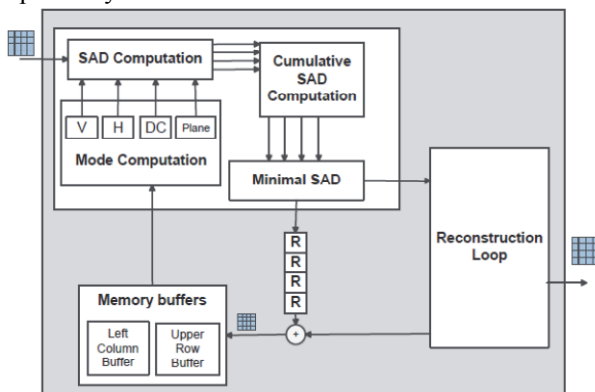 SAD Computation
Cumulative
SAD
Computation
V H DC Plane
Mode Computation
Minimal SAD
Reconstruction
Loop
R
R
R
R
+
Memory buffers
Left
Column
Buffer
Upper
Row
Buffer